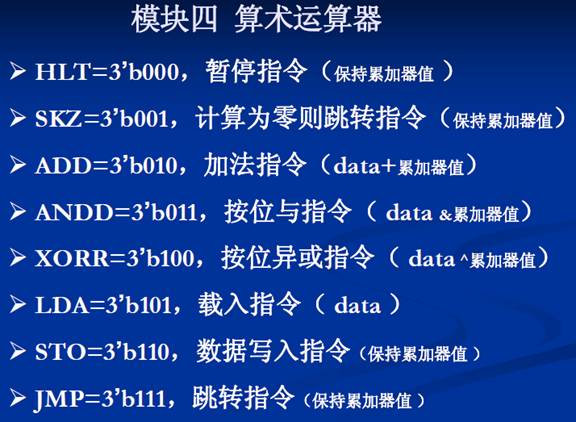 模块四 算术运算器
➢ HLT=3’b000，暂停指令（保持累加器值 ）
➢ SKZ=3’b001，计算为零则跳转指令（保持累加器值）
➢ ADD=3’b010，加法指令（data+累加器值）
➢ ANDD=3’b011，按位与指令（ data &累加器值）
➢ XORR=3’b100，按位异或指令（ data ^累加器值）
➢ LDA=3’b101，载入指令（ data ）
➢ STO=3’b110，数据写入指令（保持累加器值 ）
➢ JMP=3’b111，跳转指令（保持累加器值 ）